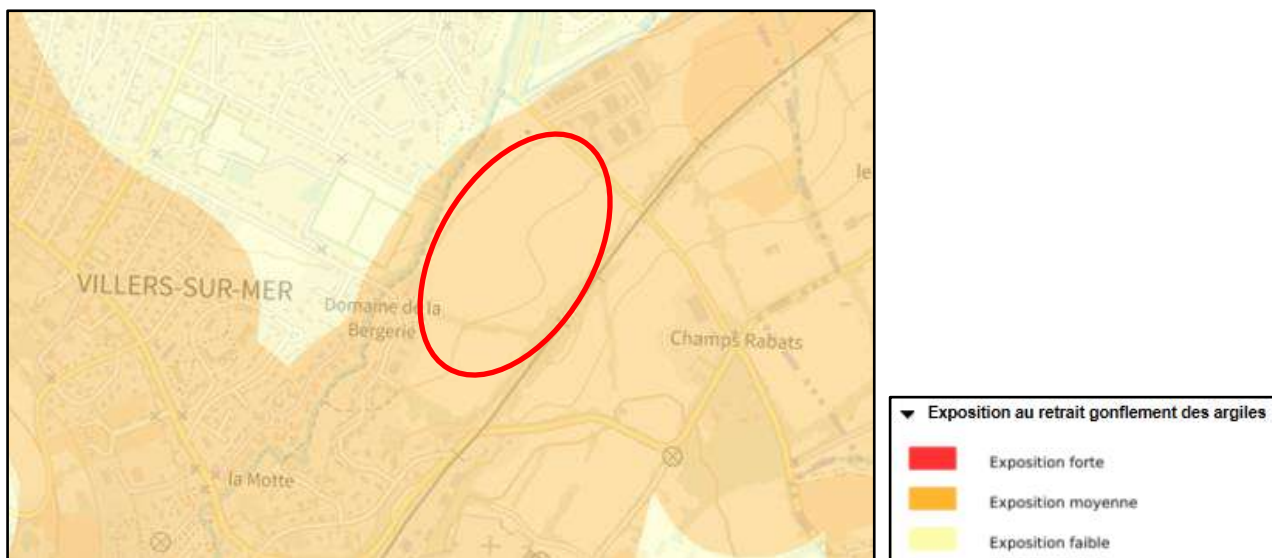 VILLERS-SUR-MER
Domaine de la
Bergerie
le
Champs Rabats
la Motte
Exposition au retrait gonflement des argiles
Exposition forte
Exposition moyenne
Exposition faible